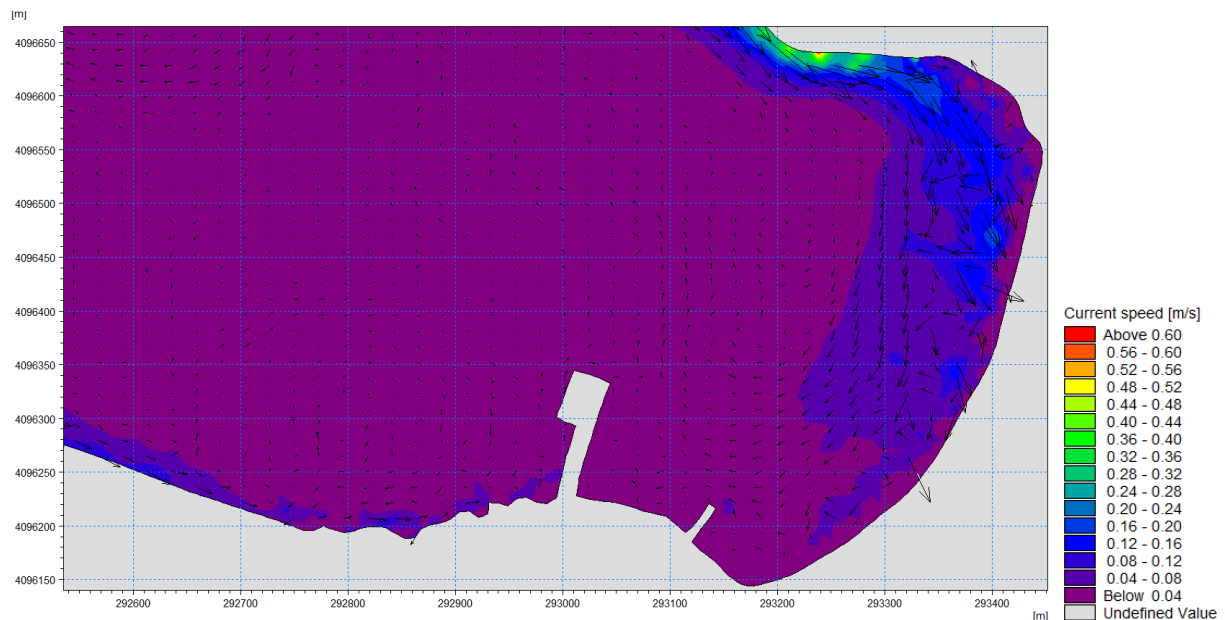 [m]
4096650
4096600
4096550
4096500
4096450
4096400
4096350
4096300
4096250
4096200
4096150
292600 292700 292800 292900 293000 293100 293200 293300 293400
[m]
Current speed [m/s]
Above 0.60
0.56 - 0.60
0.52 - 0.56
0.48 - 0.52
0.44 - 0.48
0.40 - 0.44
0.36 - 0.40
0.32 - 0.36
0.28 - 0.32
0.24 - 0.28
0.20 - 0.24
0.16 - 0.20
0.12 - 0.16
0.08 - 0.12
0.04 - 0.08
Below 0.04
Undefined Value